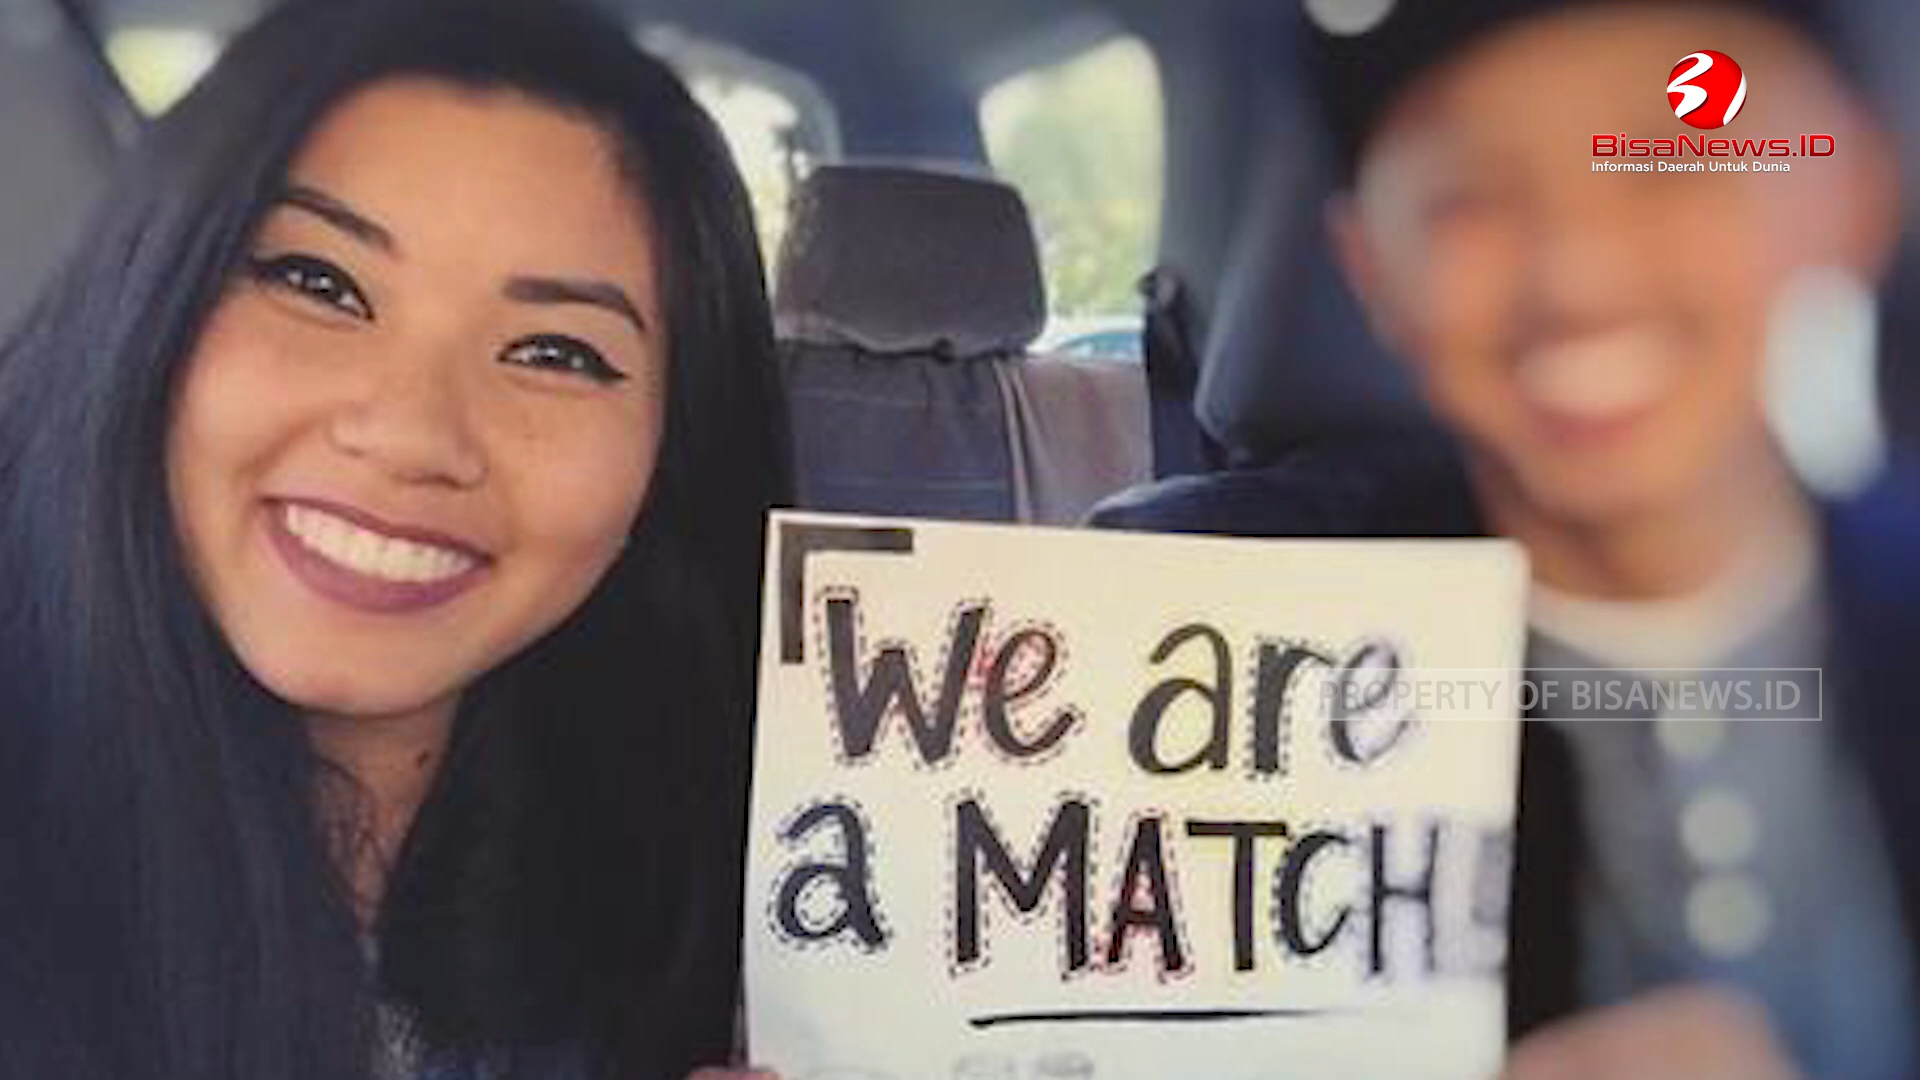 BisaNews.ID
Informasi Daerah Untuk Dunia
We are
a MATCH
PROPERTY OF BISANEWS.ID